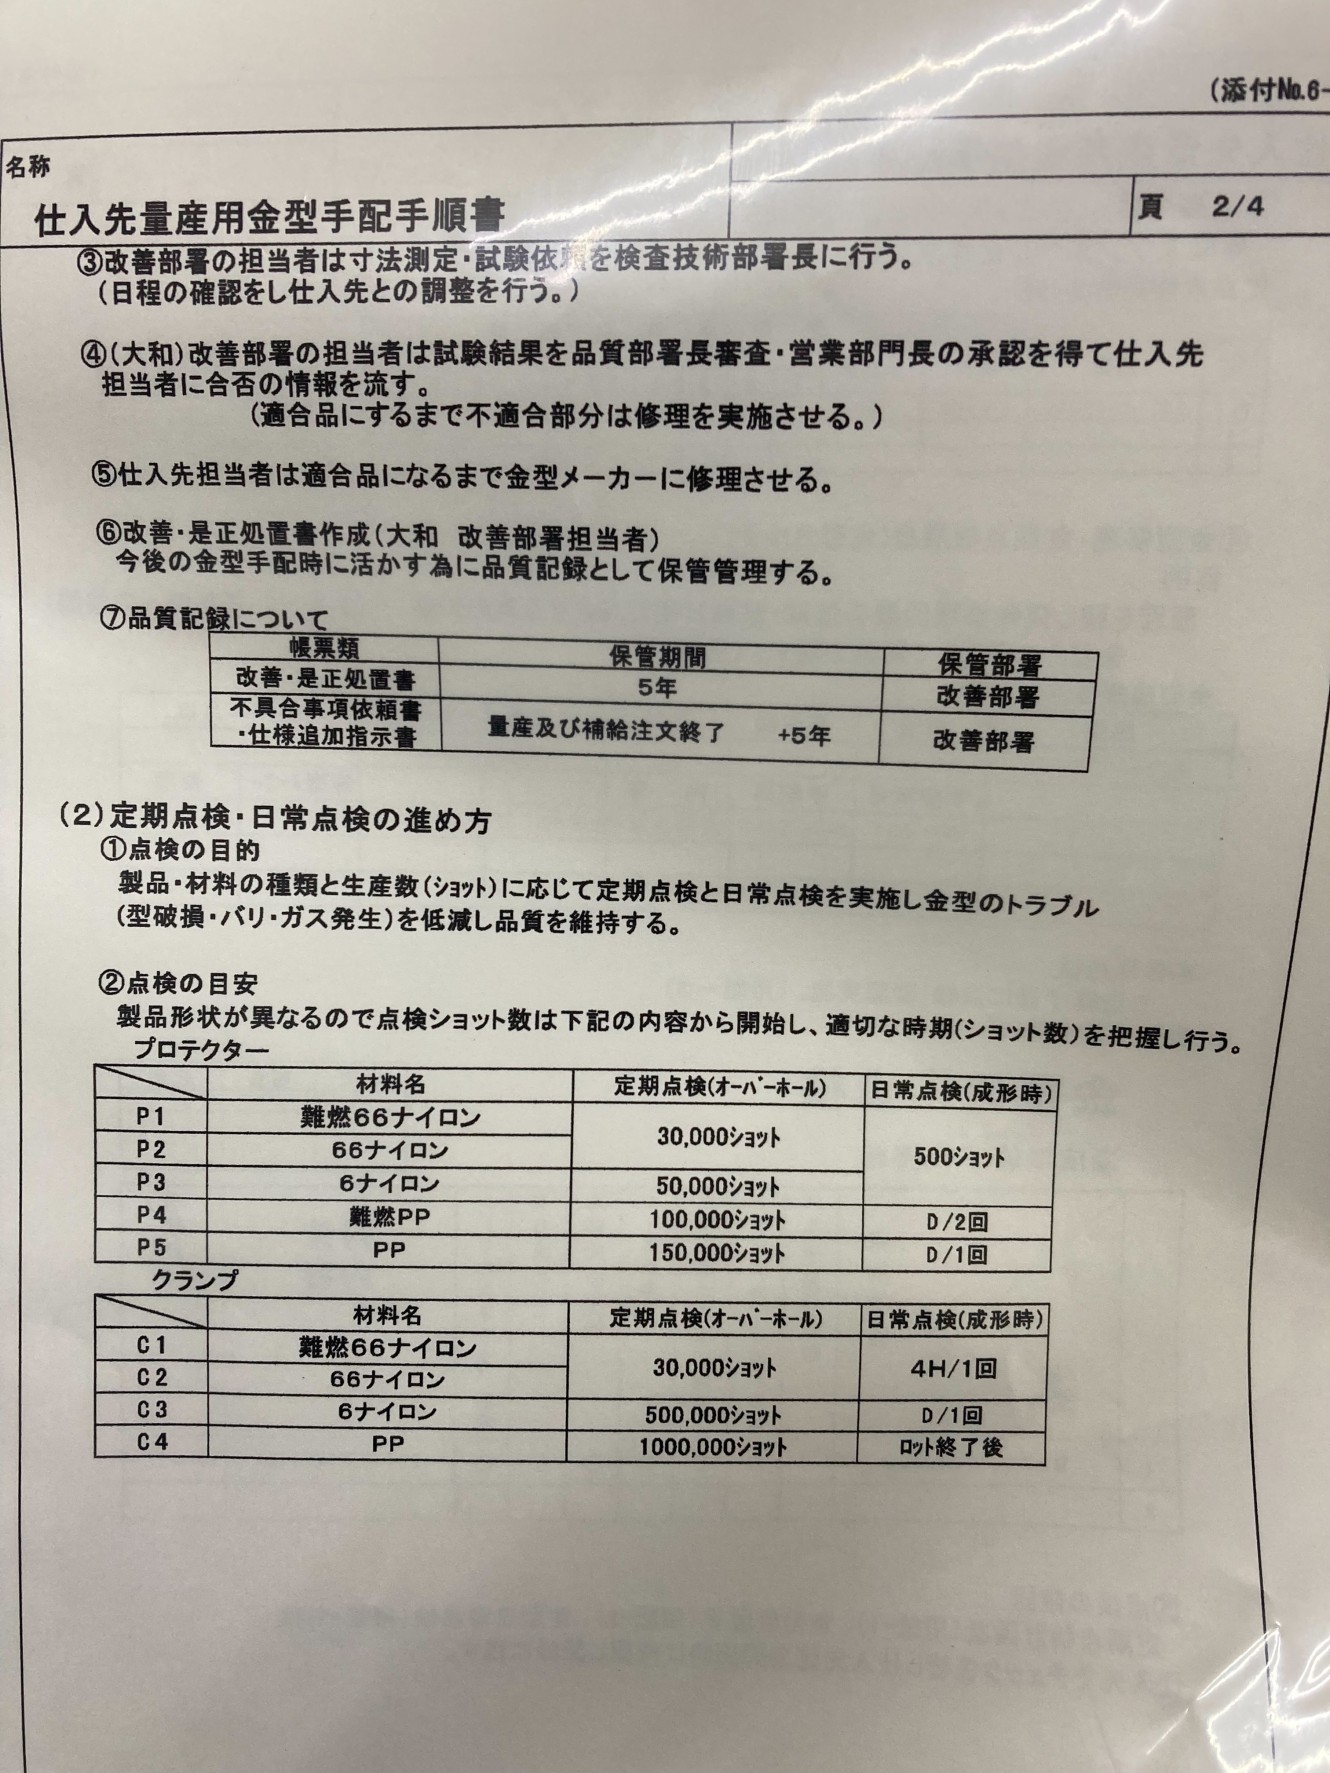 (添付№6-
名称
仕入先量産用金型手配手順書
頁 2/4
③改善部署の担当者は寸法測定・試験依頼を検査技術部署長に行う。
(日程の確認をし仕入先との調整を行う。)
④(大和)改善部署の担当者は試験結果を品質部署長審査・営業部門長の承認を得て仕入先
担当者に合否の情報を流す。
(適合品にするまで不適合部分は修理を実施させる。)
⑤仕入先担当者は適合品になるまで金型メーカーに修理させる。
⑥改善・是正処置書作成(大和 改善部署担当者)
今後の金型手配時に活かす為に品質記録として保管管理する。
⑦品質記録について
帳票類 保管期間 保管部署
改善・是正処置書 5年 改善部署
不具合事項依頼書
・仕様追加指示書 量産及び補給注文終了 +5年 改善部署
(2)定期点検・日常点検の進め方
①点検の目的
製品・材料の種類と生産数(ショット)に応じて定期点検と日常点検を実施し金型のトラブル
(型破損・バリ・ガス発生)を低減し品質を維持する。
②点検の目安
製品形状が異なるので点検ショット数は下記の内容から開始し、適切な時期(ショット数)を把握し行う。
プロテクター
材料名 定期点検(オーバーホール) 日常点検(成形時)
P1 難燃66ナイロン 30,000ショット 500ショット
P2 66ナイロン
P3 6ナイロン 50,000ショット
P4 難燃PP 100,000ショット D/2回
P5 PP 150,000ショット D/1回
クランプ
材料名 定期点検(オーバーホール) 日常点検(成形時)
C1 難燃66ナイロン 30,000ショット 4H/1回
C2 66ナイロン
C3 6ナイロン 500,000ショット D/1回
C4 PP 1000,000ショット ロット終了後